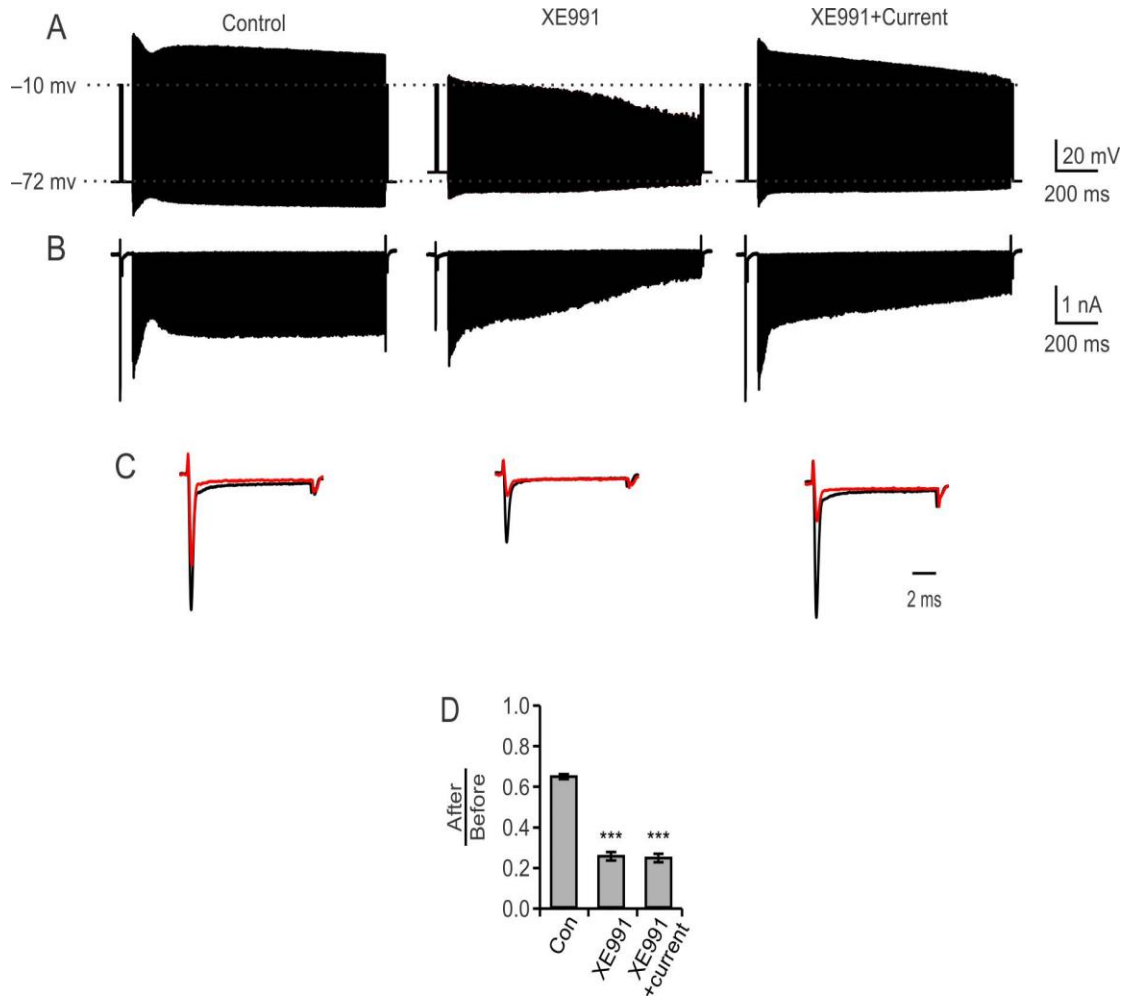 A
Control
XE991
XE991+Current
–10 mv
–72 mv
20 mV
200 ms
B
1 nA
200 ms
C
2 ms
D
1.0
0.8
0.6
0.4
0.2
0.0
After
Before
***
***
Con
XE991
XE991
+current